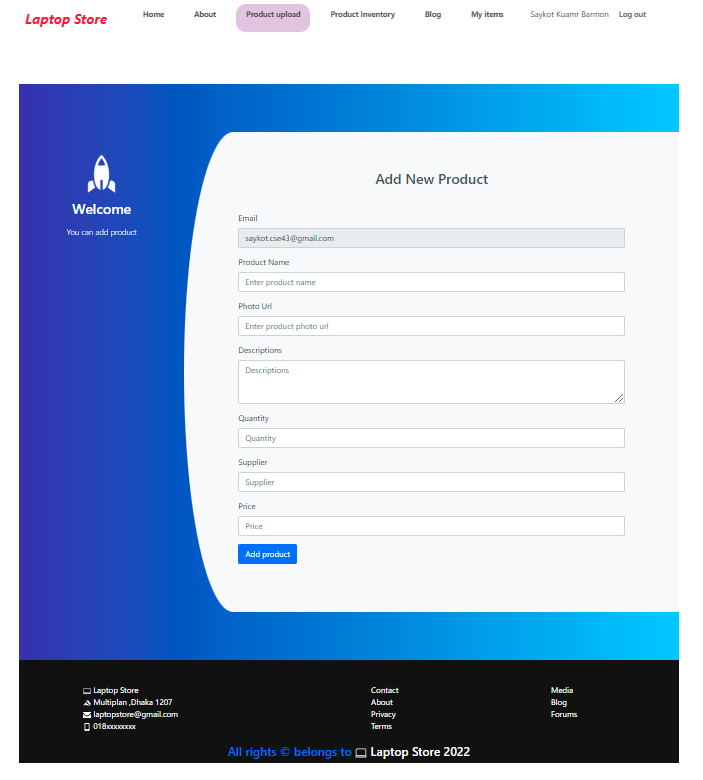 Laptop Store Home About Product upload Product Inventory Blog My items Saykot Kuamr Barmon Log out
Welcome
You can add product
Add New Product
Email
saykot.cse43@gmail.com
Product Name
Enter product name
Photo Url
Enter product photo url
Descriptions
Descriptions
Quantity
Quantity
Supplier
Supplier
Price
Price
Add product
Laptop Store
Multiplan ,Dhaka 1207
laptopstore@gmail.com
018xxxxxxxx
Contact
About
Privacy
Terms
Media
Blog
Forums
All rights © belongs to Laptop Store 2022